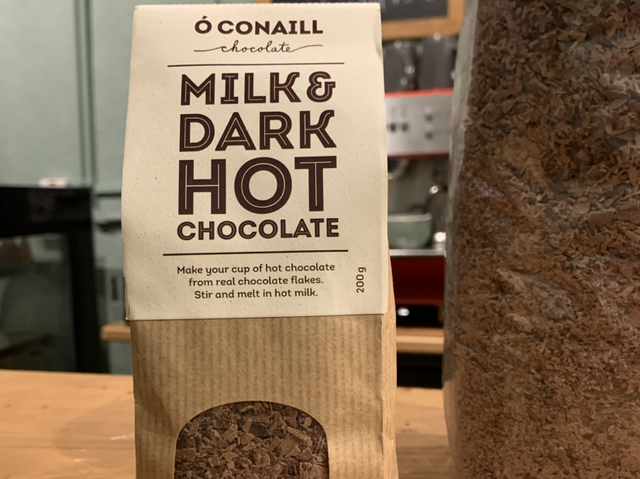 Ó CONAILL
chocolate
MILK &
DARK
HOT
CHOCOLATE
Make your cup of hot chocolate
from real chocolate flakes.
Stir and melt in hot milk.
200g